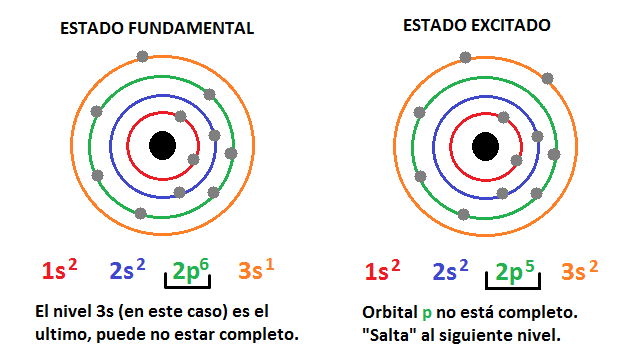 ESTADO FUNDAMENTAL
1s² 2s² 2p⁶ 3s¹
El nivel 3s (en este caso) es el
ultimo, puede no estar completo.
ESTADO EXCITADO
1s² 2s² 2p⁵ 3s²
Orbital p no está completo.
"Salta" al siguiente nivel.